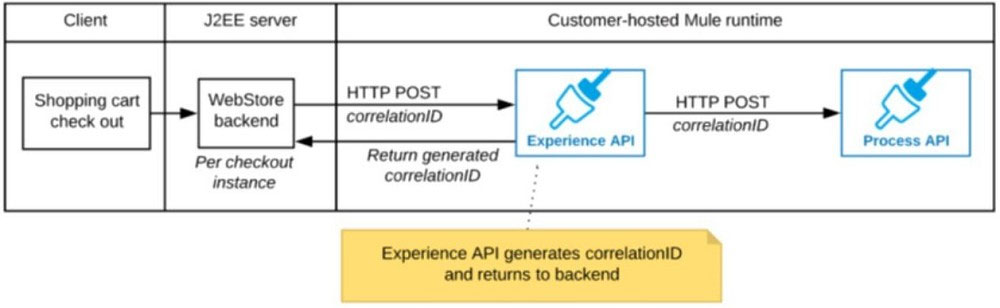 Client
J2EE server
Customer-hosted Mule runtime
Shopping cart
check out
WebStore
backend
Per checkout
instance
HTTP POST
correlationID
Return generated
correlationID
Experience API
HTTP POST
correlationID
Process API
Experience API generates correlationID
and returns to backend